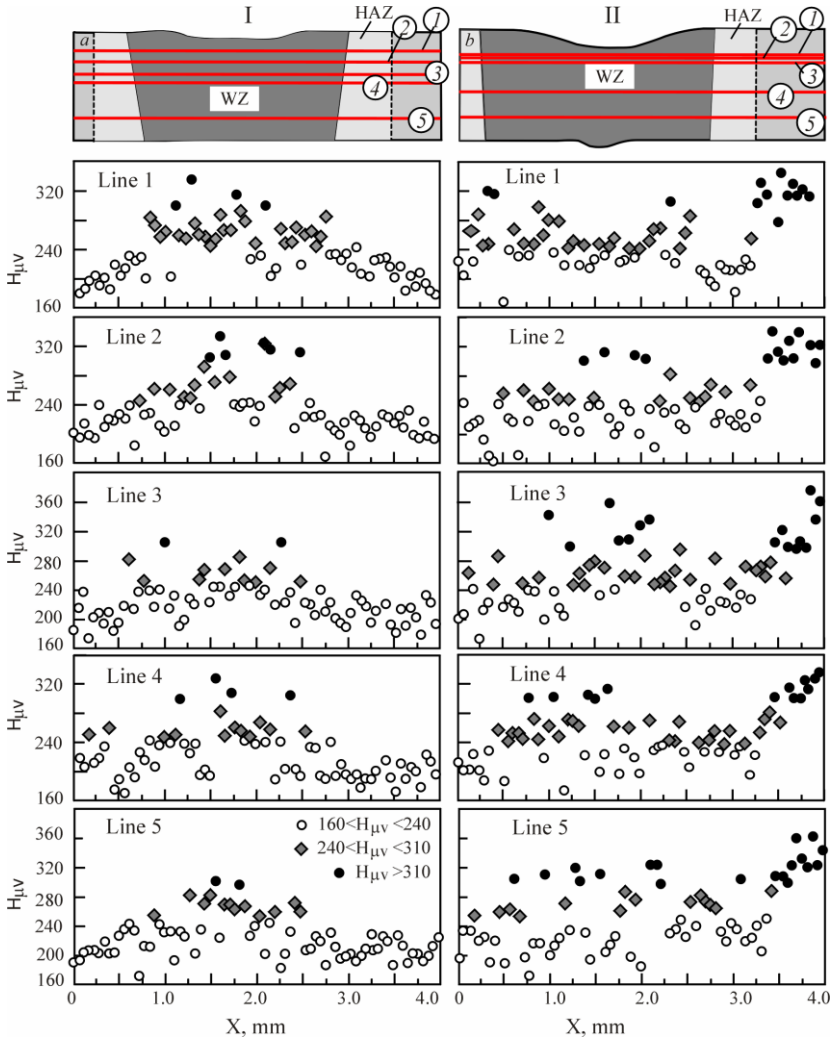 I II
HAZ 1 HAZ 1
a 2 b 2
3 3
WZ 4 WZ 4
5 5
Line 1 Line 1
320
240
160
Hμv
Line 2 Line 2
320
240
160
Hμv
Line 3 Line 3
360
320
280
240
200
160
Hμv
Line 4 Line 4
320
240
160
Hμv
Line 5 Line 5
360
320
280
240
200
160
Hμv
160<Hμv <240
240<Hμv <310
Hμv >310
0 1.0 2.0 3.0 4.0 0 1.0 2.0 3.0 4.0
X, mm X, mm